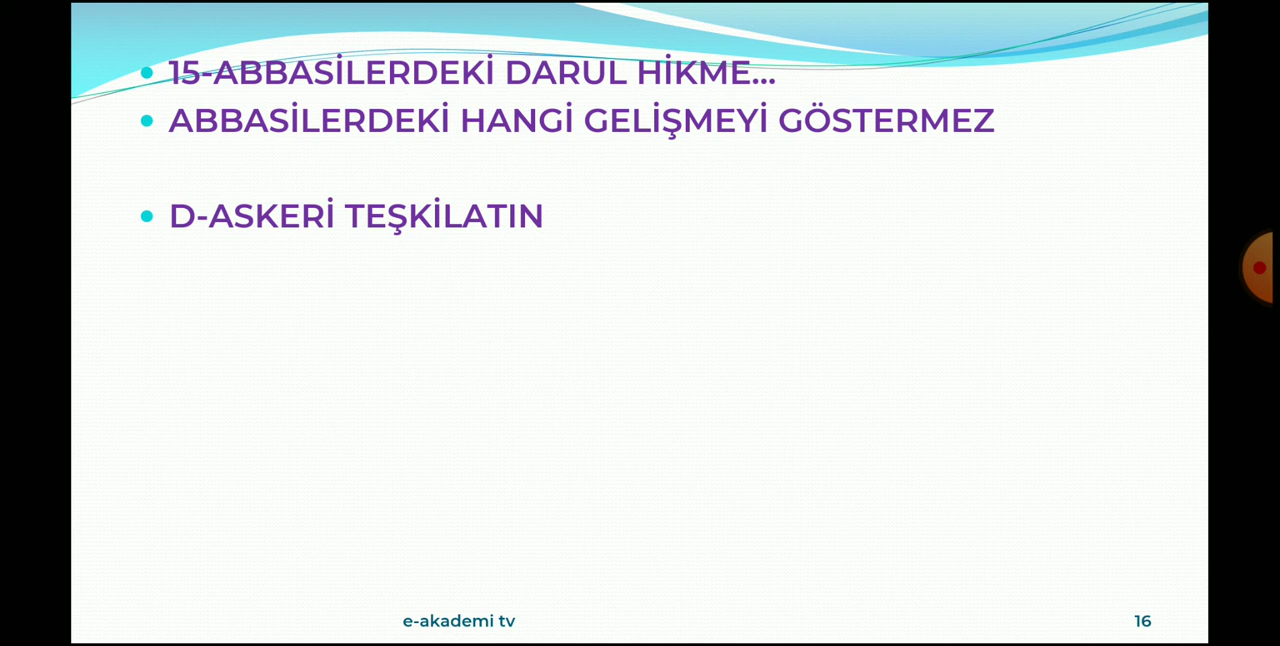 15-ABBASİLERDEKİ DARUL HİKME...
ABBASİLERDEKİ HANGİ GELİŞMEYİ GÖSTERMEZ
D-ASKERİ TEŞKİLATIN
e-akademi tv
16